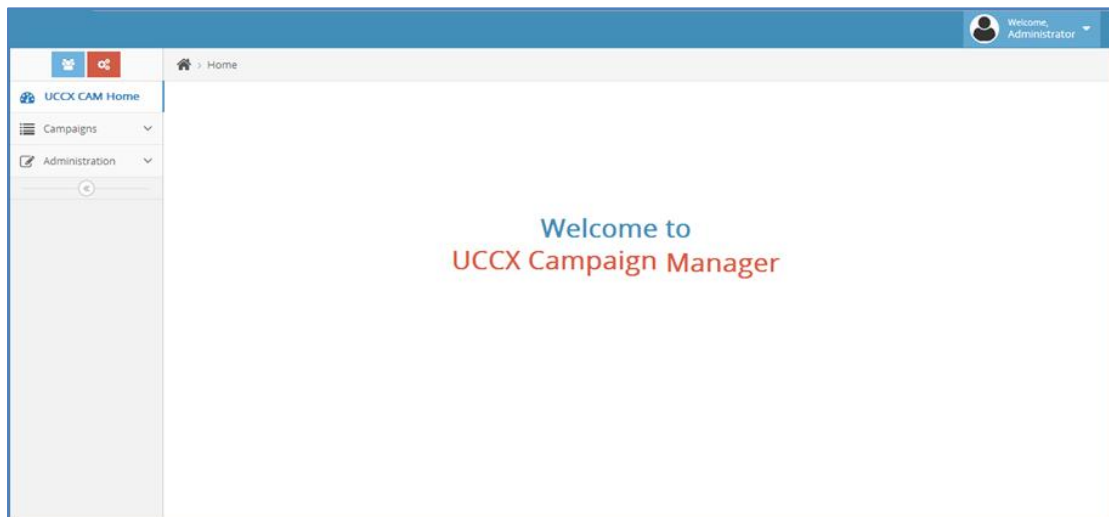 Welcome,
Administrator
Home
UCCX CAM Home
Campaigns
Administration
Welcome to
UCCX Campaign Manager